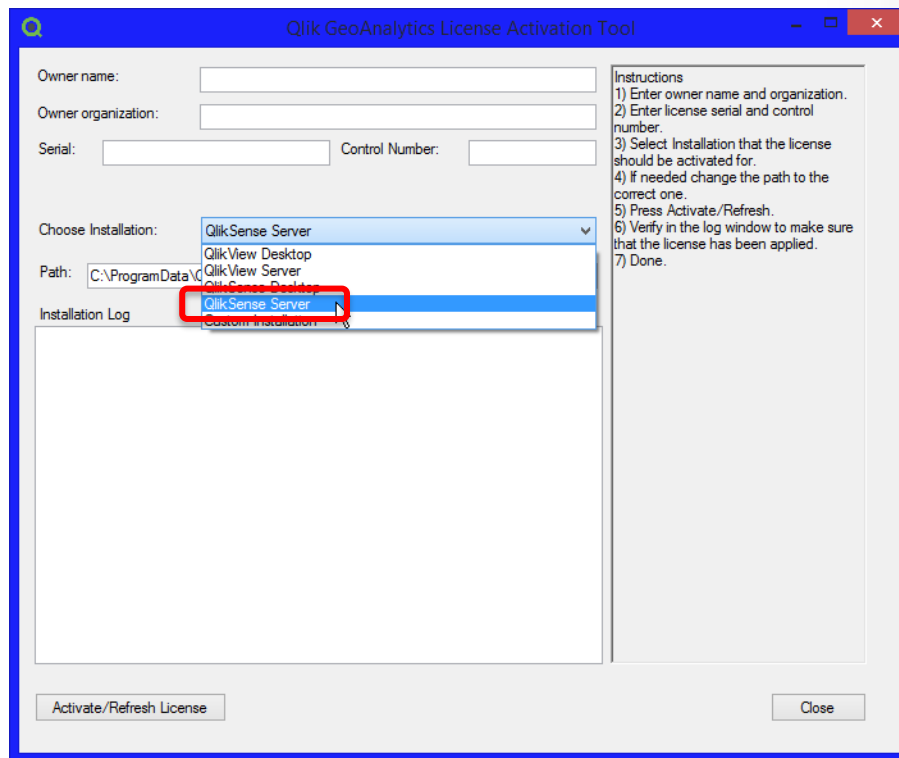 Qlik GeoAnalytics License Activation Tool
Owner name:
Owner organization:
Serial:
Control Number:
Choose Installation:
QlikSense Server
QlikView Desktop
QlikView Server
QlikSense Desktop
QlikSense Server
Custom Installation
Path:
C:\ProgramData\
Installation Log
Instructions
1) Enter owner name and organization.
2) Enter license serial and control
number.
3) Select Installation that the license
should be activated for.
4) If needed change the path to the
correct one.
5) Press Activate/Refresh.
6) Verify in the log window to make sure
that the license has been applied.
7) Done.
Activate/Refresh License
Close